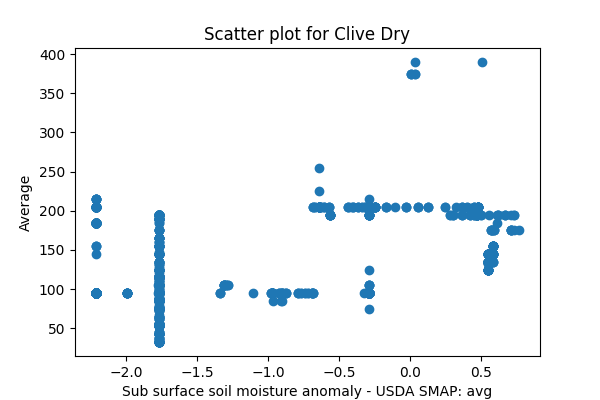 Scatter plot for Clive Dry
400
350
300
250
200
150
100
50
Average
−2.0 −1.5 −1.0 −0.5 0.0 0.5
Sub surface soil moisture anomaly - USDA SMAP: avg